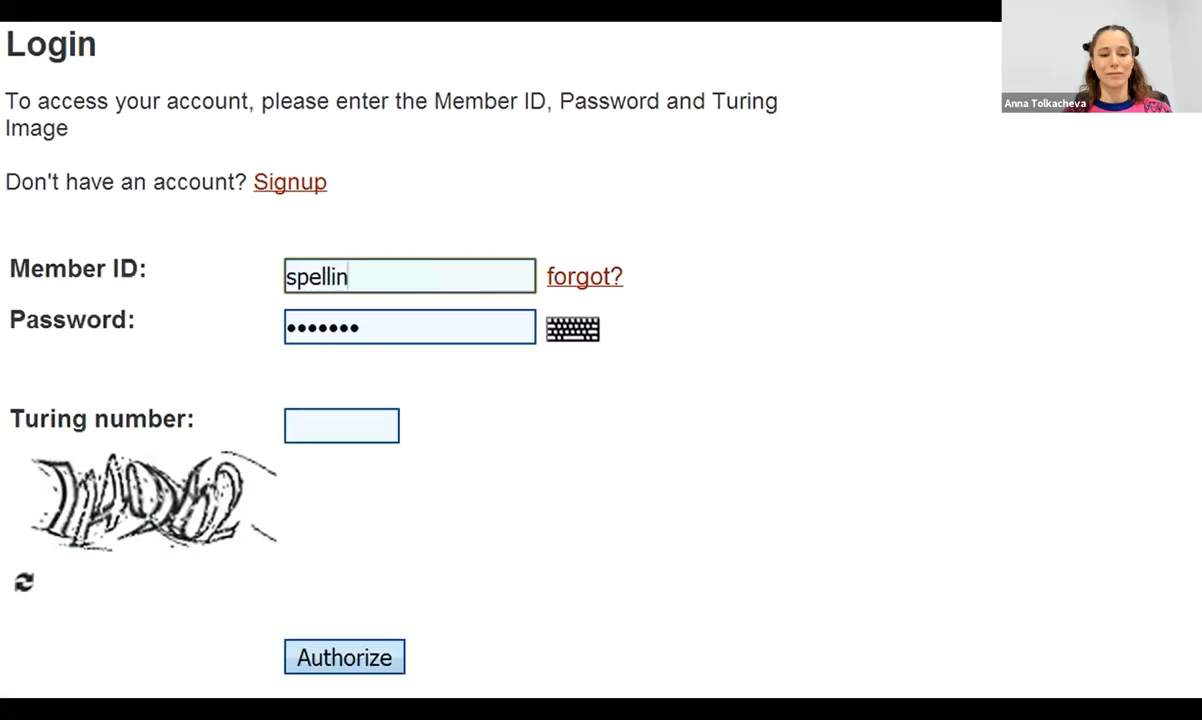 Login
Anna Tolkacheva
To access your account, please enter the Member ID, Password and Turing
Image
Don't have an account? Signup
Member ID: spellin forgot?
Password: •••••••
Turing number:
Authorize